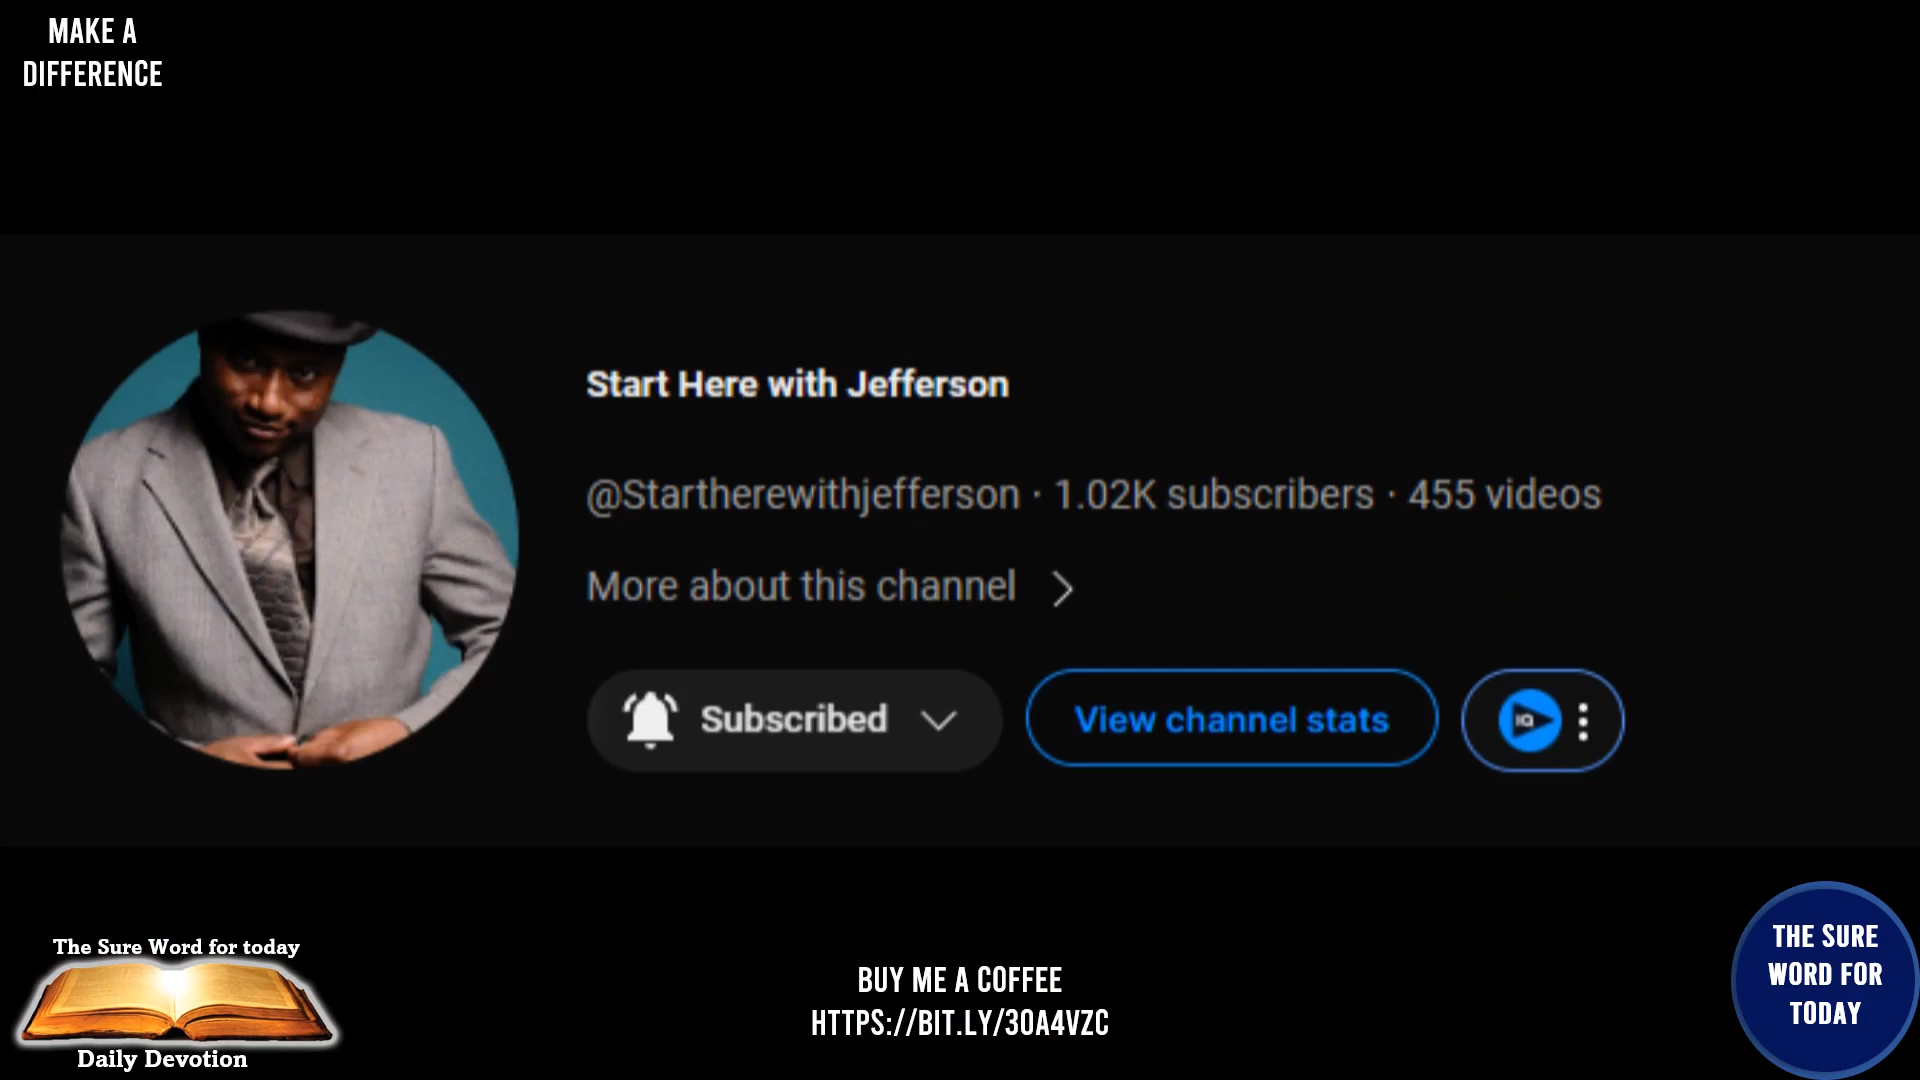 MAKE A
DIFFERENCE
Start Here with Jefferson
@Startherewithjefferson · 1.02K subscribers · 455 videos
More about this channel
Subscribed
View channel stats
IQ
The Sure Word for today
Daily Devotion
BUY ME A COFFEE
HTTPS://BIT.LY/3OA4VZC
THE SURE
WORD FOR
TODAY